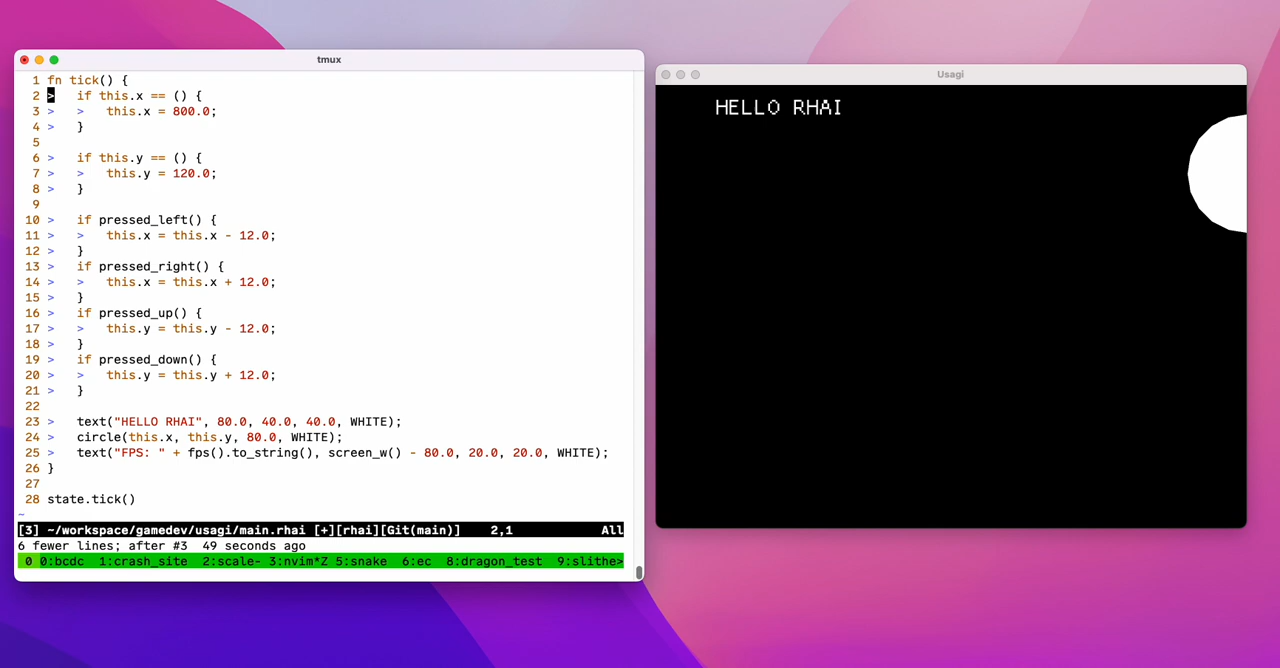 tmux
1 fn tick() {
2 > if this.x == () {
3 > > this.x = 800.0;
4 > }
5
6 > if this.y == () {
7 > > this.y = 120.0;
8 > }
9
10 > if pressed_left() {
11 > > this.x = this.x - 12.0;
12 > }
13 > if pressed_right() {
14 > > this.x = this.x + 12.0;
15 > }
16 > if pressed_up() {
17 > > this.y = this.y - 12.0;
18 > }
19 > if pressed_down() {
20 > > this.y = this.y + 12.0;
21 > }
22
23 > text("HELLO RHAI", 80.0, 40.0, 40.0, WHITE);
24 > circle(this.x, this.y, 80.0, WHITE);
25 > text("FPS: " + fps().to_string(), screen_w() - 80.0, 20.0, 20.0, WHITE);
26 }
27
28 state.tick()
~
[3] ~/workspace/gamedev/usagi/main.rhai [+][rhai][Git(main)] 2,1 All
6 fewer lines; after #3 49 seconds ago
0 0:bcdc 1:crash_site 2:scale- 3:nvim*Z 5:snake 6:ec 8:dragon_test 9:slithe>
Usagi
HELLO RHAI